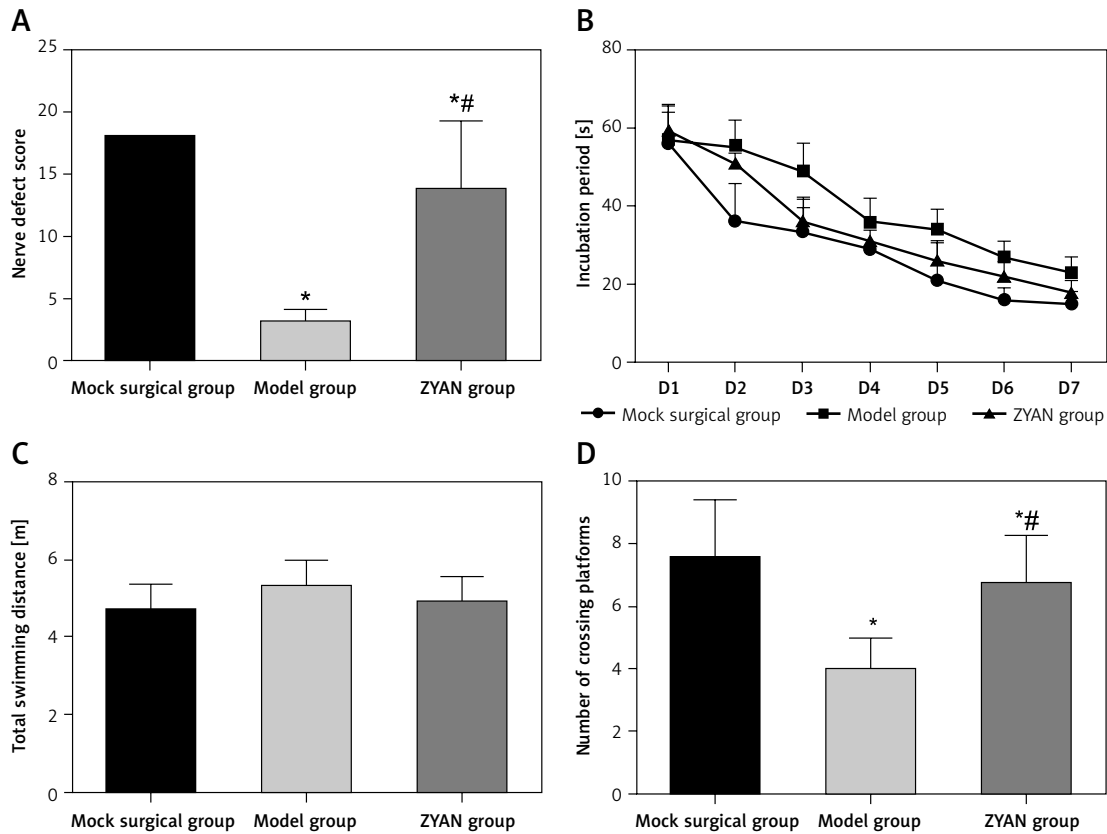 A
Nerve defect score
25
20
15
10
5
0
*
*#
Mock surgical group Model group ZYAN group
B
Incubation period [s]
80
60
40
20
0
D1 D2 D3 D4 D5 D6 D7
Mock surgical group Model group ZYAN group
C
Total swimming distance [m]
8
6
4
2
0
Mock surgical group Model group ZYAN group
D
Number of crossing platforms
10
8
6
4
2
0
*
*#
Mock surgical group Model group ZYAN group